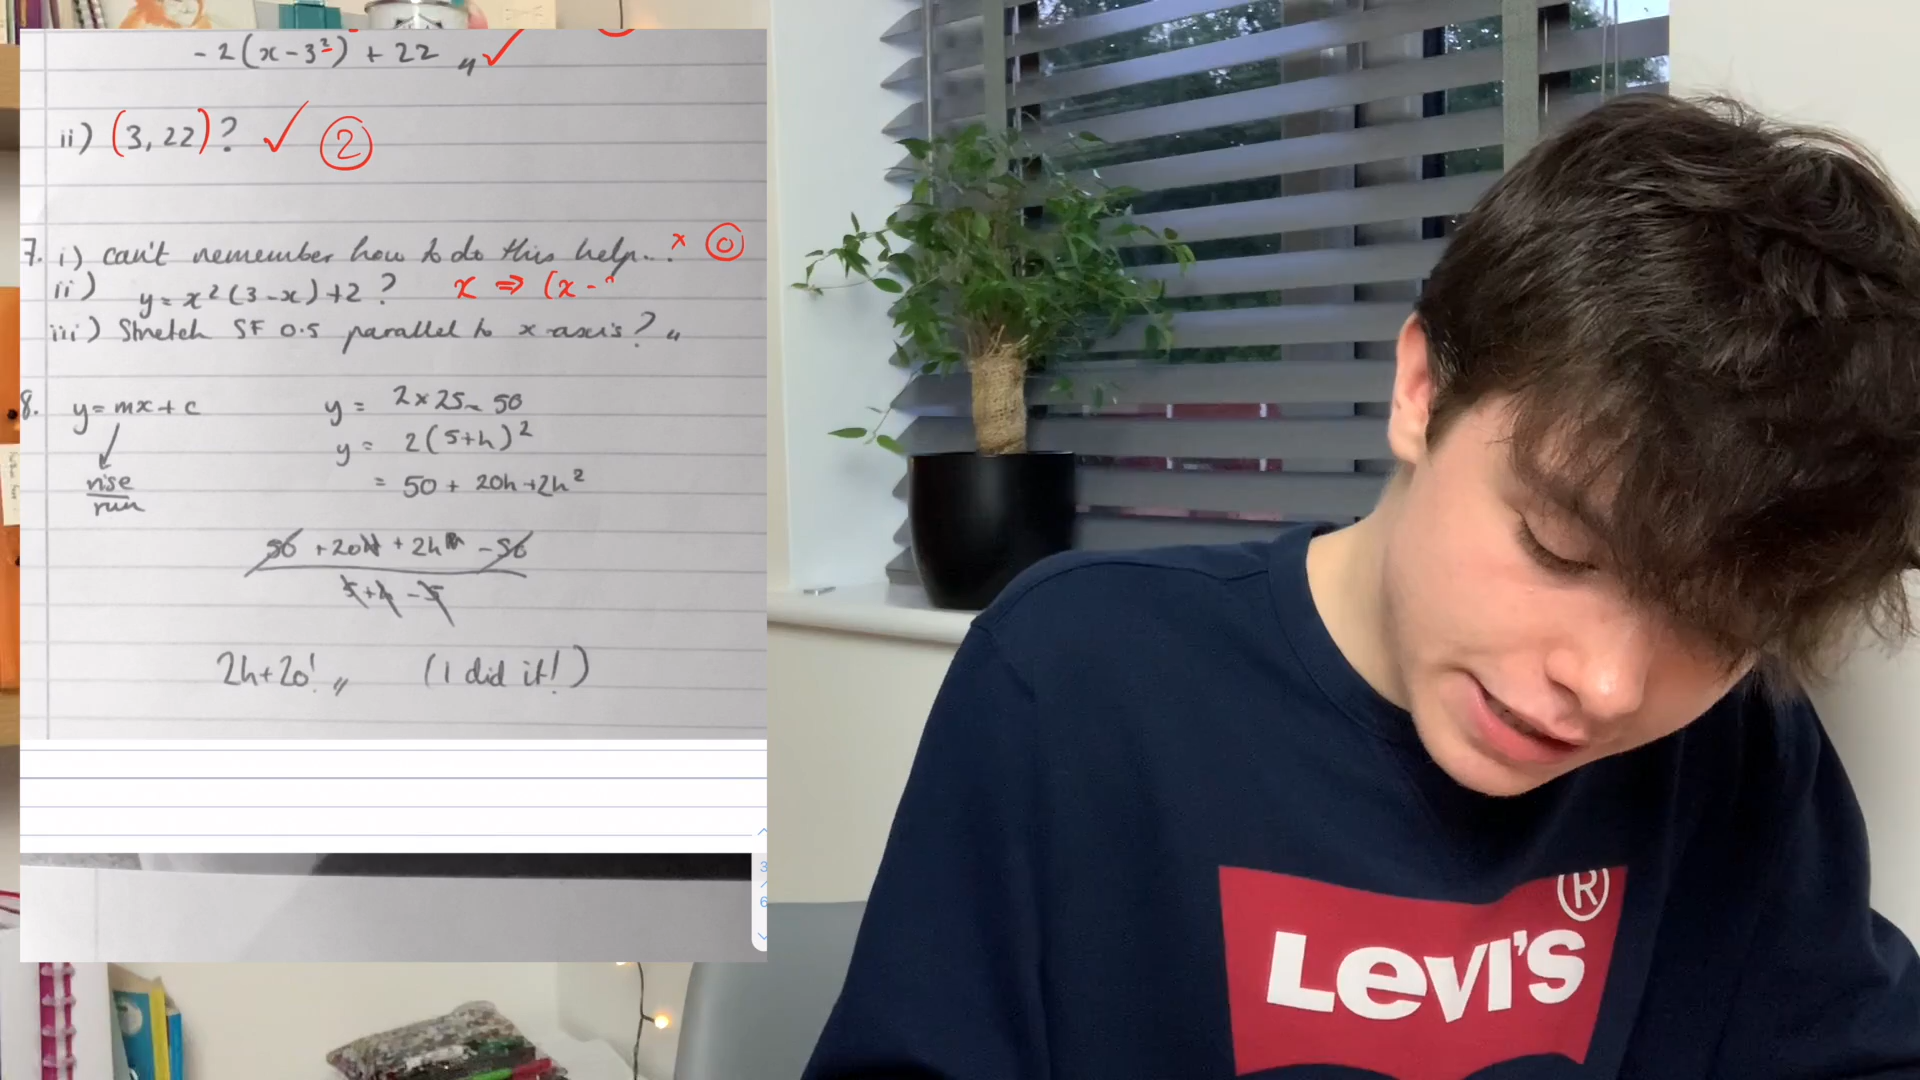 - 2(x-3²) + 22 „ ✓
ii) (3, 22)? ✓ 2
7. i) can't remember how to do this help... x 0
ii) y = x²(3-x)+2 ? x ⇒ (x -
iii) Stretch SF 0.5 parallel to x-axis? „
8. y = mx + c
rise
run
y = 2 × 25 = 50
y = 2(5+h)²
= 50 + 20h + 2h²
50 + 20h + 2h² - 50
5+h - 5
2h+20! „ (I did it!)
3
6
LEVI'S ®